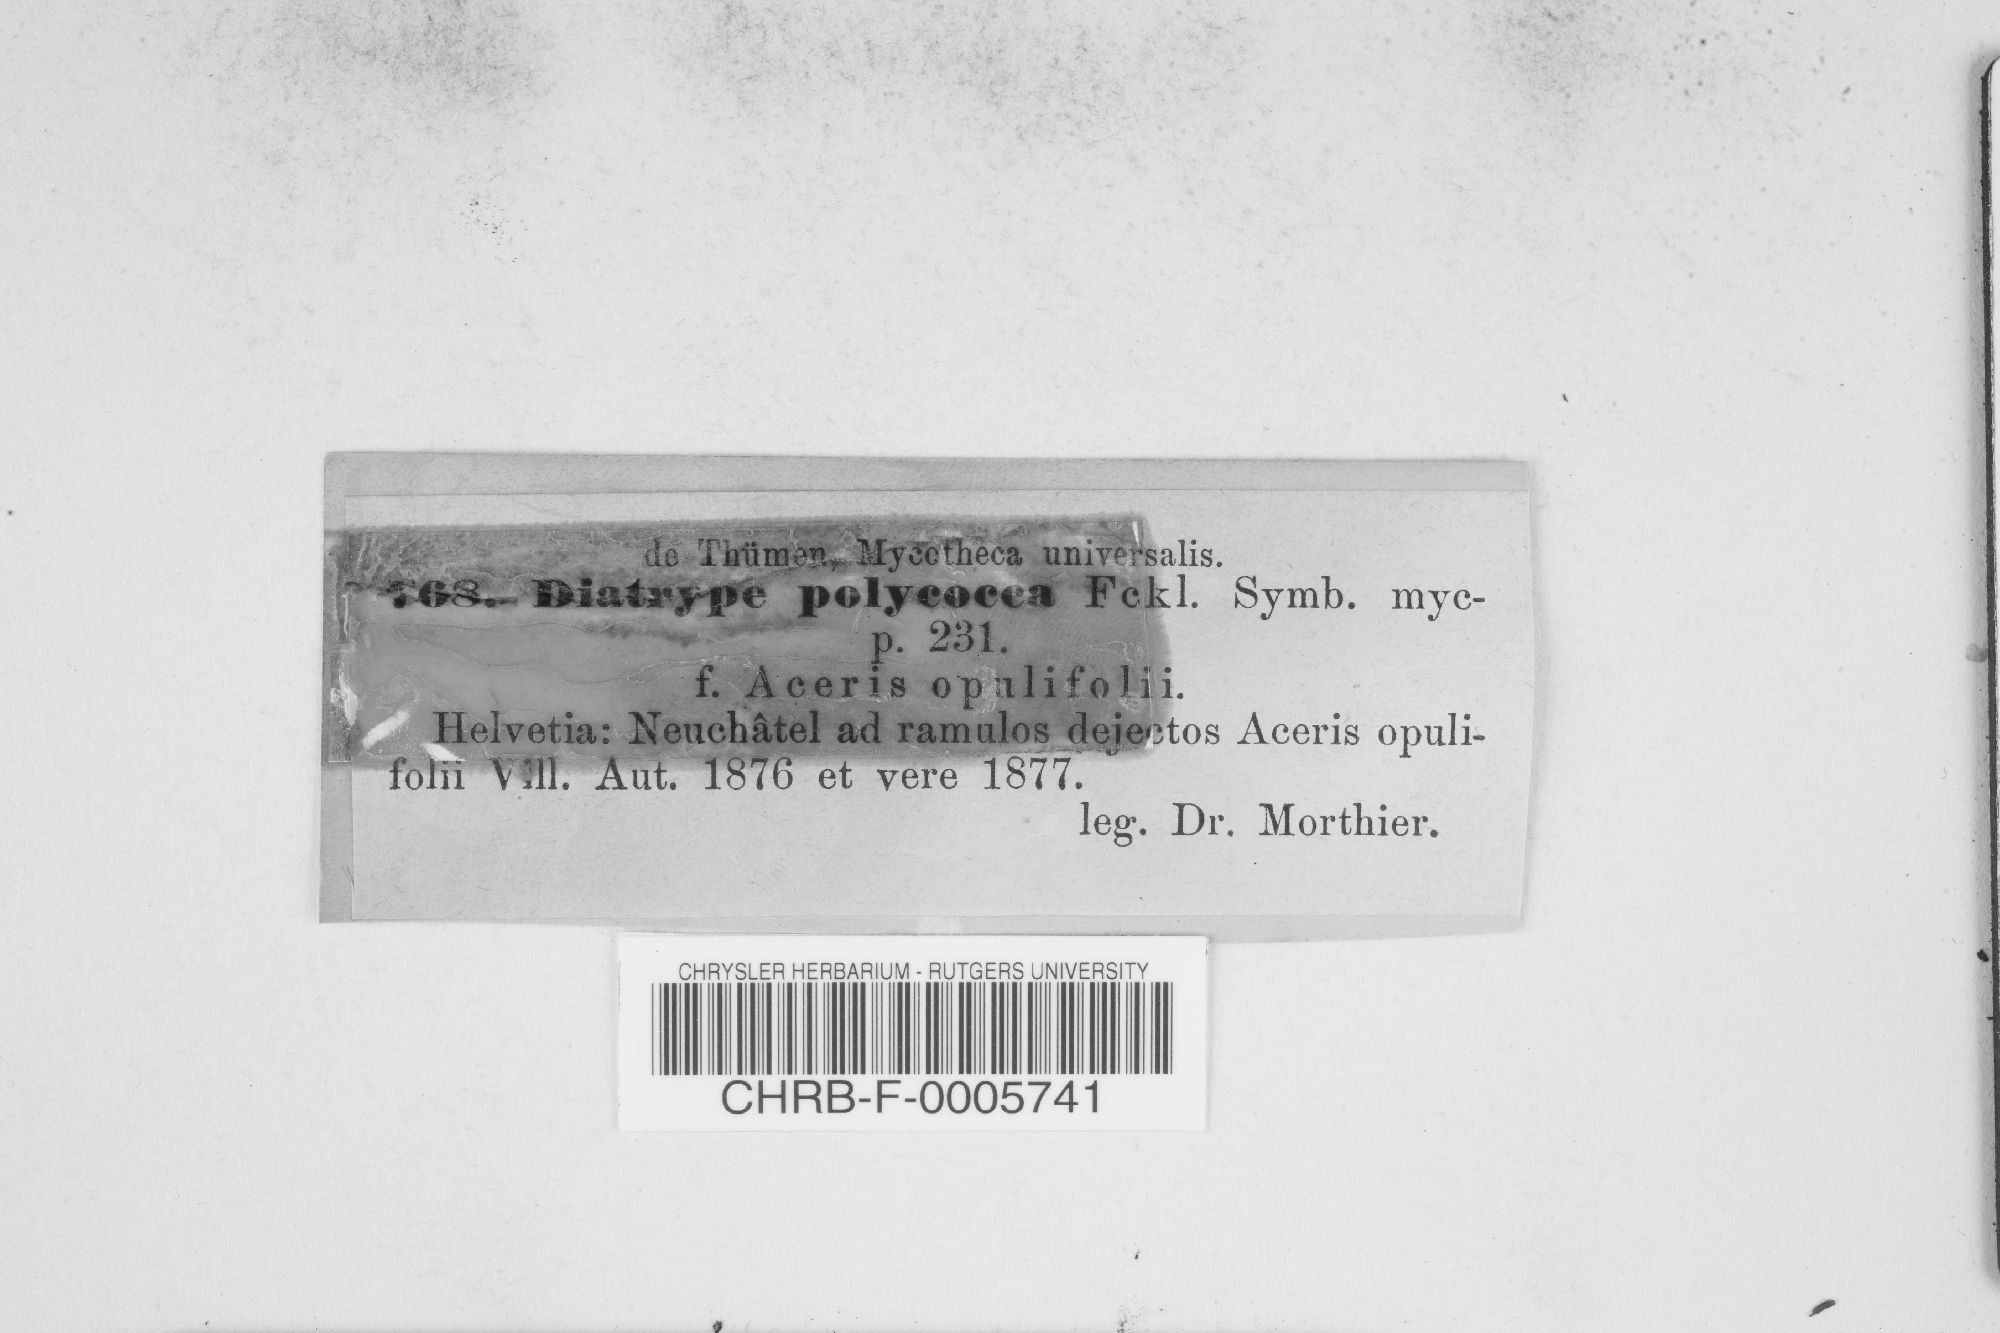 de Thümen, Mycotheca universalis.
768. Diatrype polycocca Fckl. Symb. myc-
p. 231.
f. Aceris opulifolii.
Helvetia: Neuchâtel ad ramulos dejectos Aceris opuli-
folii Vill. Aut. 1876 et vere 1877.
leg. Dr. Morthier.
CHRYSLER HERBARIUM - RUTGERS UNIVERSITY
CHRB-F-0005741